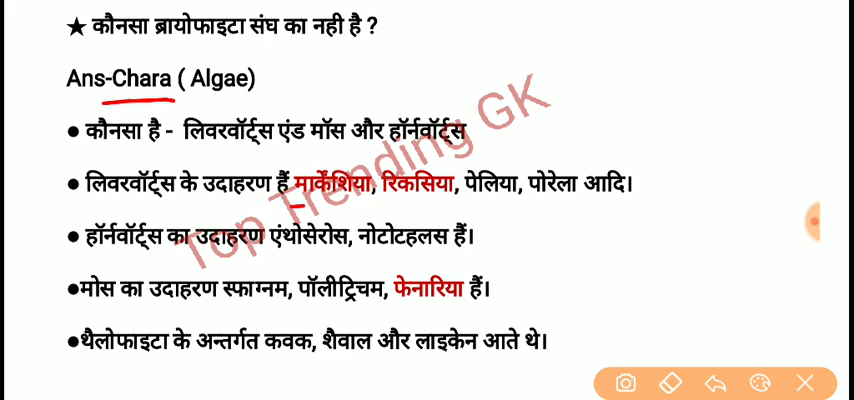 ★ कौनसा ब्रायोफाइटा संघ का नही है ?
Ans-Chara ( Algae)
● कौनसा है - लिवरवॉर्ट्स एंड मॉस और हॉर्नवॉर्ट्स
● लिवरवॉर्ट्स के उदाहरण हैं मार्केंशिया, रिकसिया, पेलिया, पोरेला आदि।
● हॉर्नवॉर्ट्स का उदाहरण एंथोसेरोस, नोटोटहलस हैं।
●मोस का उदाहरण स्फाग्नम, पॉलीट्रिचम, फेनारिया हैं।
●थैलोफाइटा के अन्तर्गत कवक, शैवाल और लाइकेन आते थे।
Top Trending GK